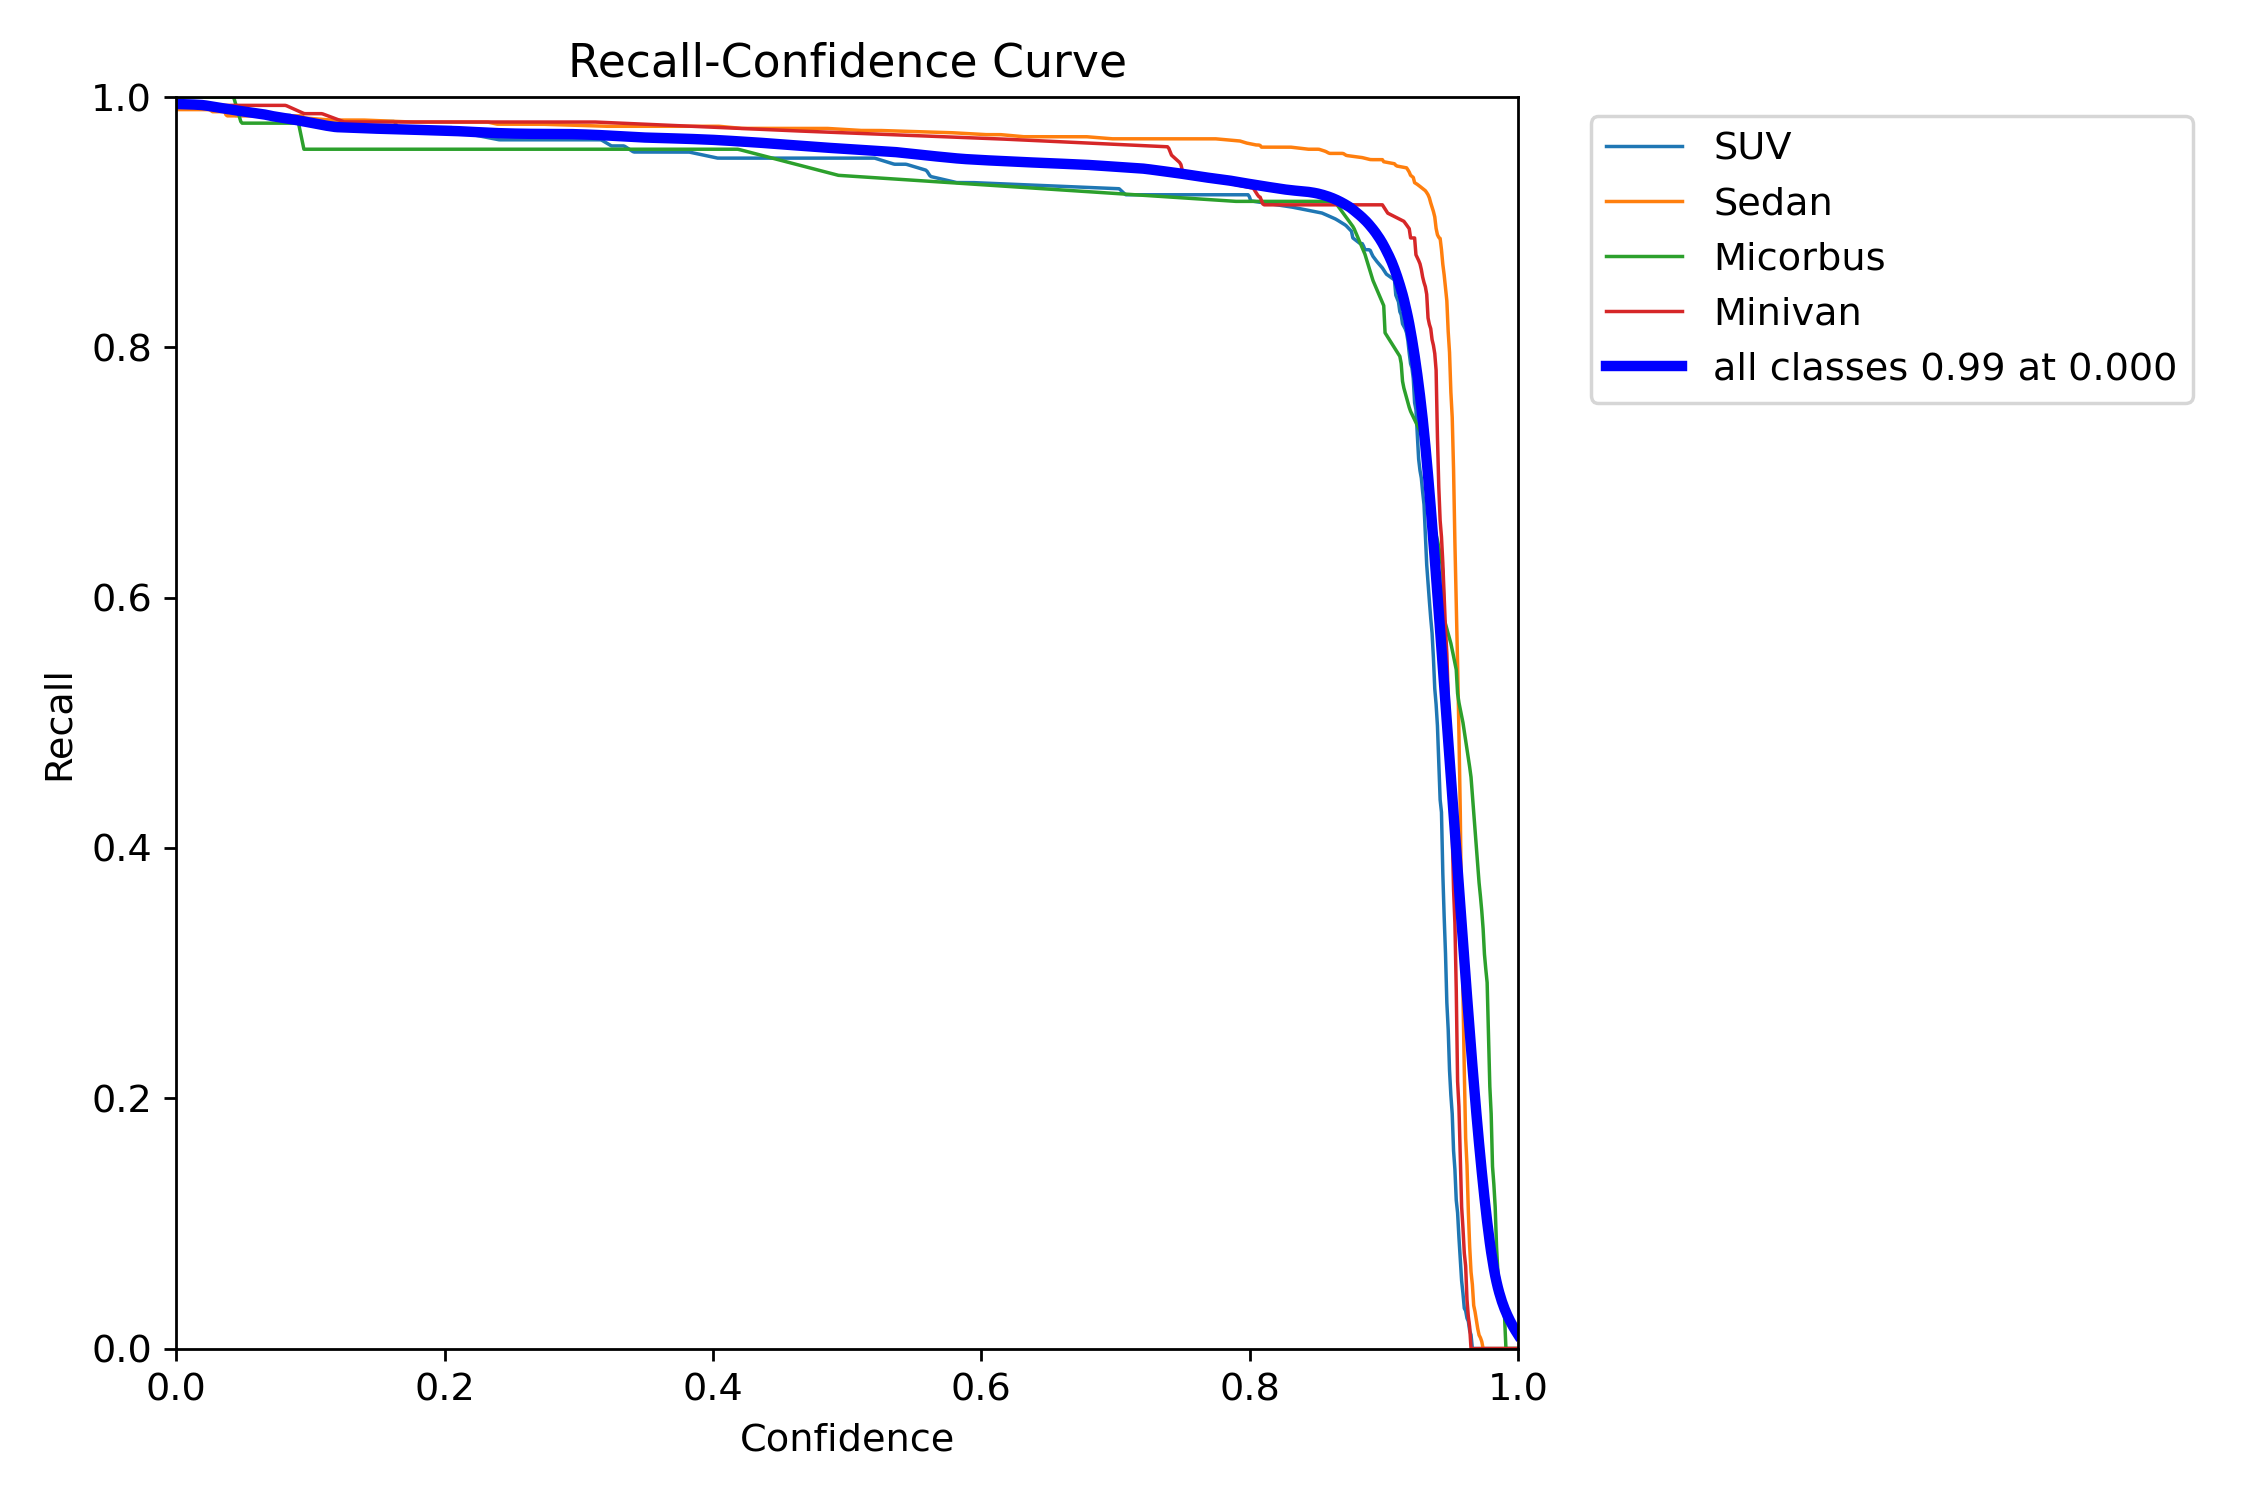 Recall-Confidence Curve
1.0
0.8
0.6
0.4
0.2
0.0
Recall
0.0 0.2 0.4 0.6 0.8 1.0
Confidence
SUV
Sedan
Micorbus
Minivan
all classes 0.99 at 0.000